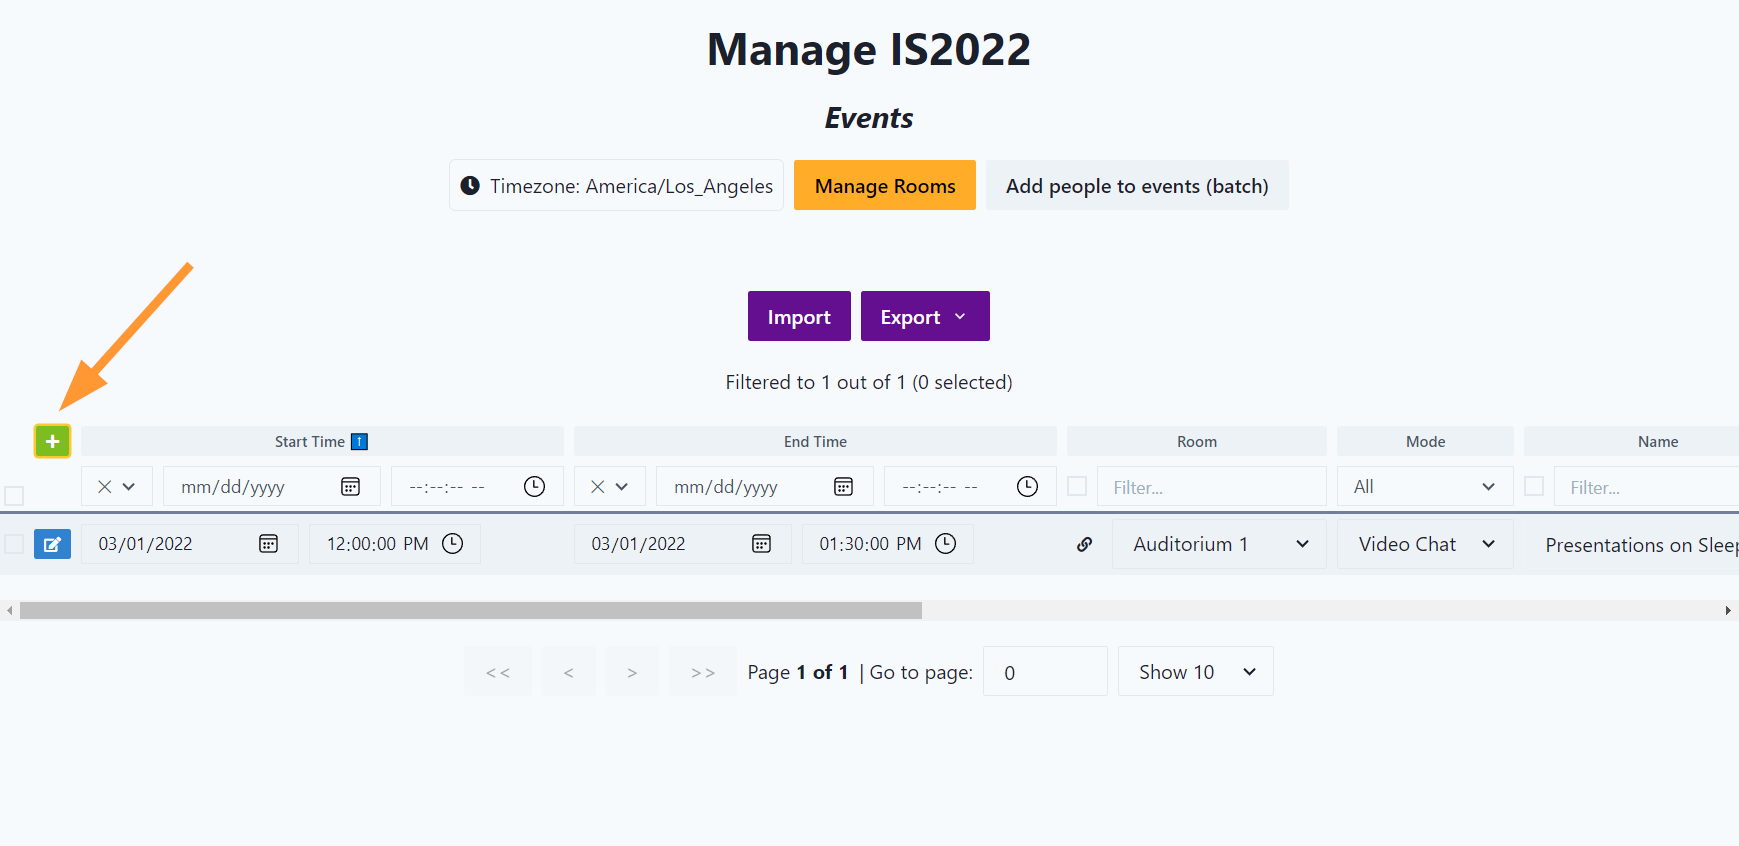 Manage IS2022
Events
Timezone: America/Los_Angeles Manage Rooms Add people to events (batch)
Import Export
Filtered to 1 out of 1 (0 selected)
+ Start Time ↑ End Time Room Mode Name
mm/dd/yyyy --:--:-- -- mm/dd/yyyy --:--:-- -- Filter... All Filter...
03/01/2022 12:00:00 PM 03/01/2022 01:30:00 PM Auditorium 1 Video Chat Presentations on Sleep
<< < > >> Page 1 of 1 | Go to page: 0 Show 10